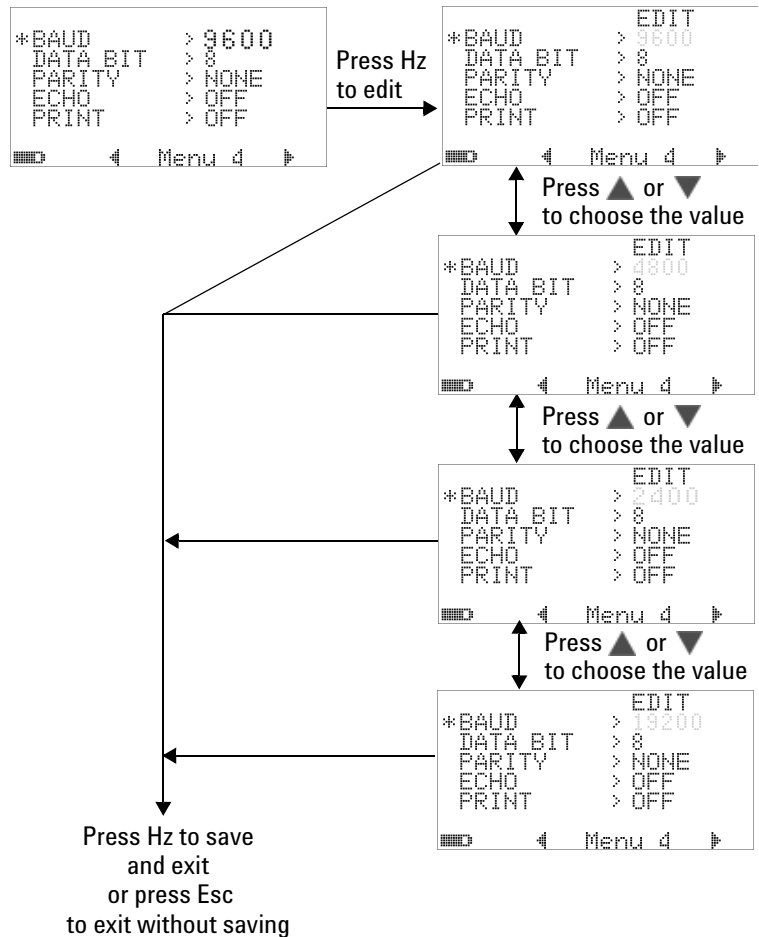 *BAUD > 9600
DATA BIT > 8
PARITY > NONE
ECHO > OFF
PRINT > OFF
Menu 4
Press Hz
to edit
EDIT
*BAUD > 9600
DATA BIT > 8
PARITY > NONE
ECHO > OFF
PRINT > OFF
Menu 4
Press ▲ or ▼
to choose the value
EDIT
*BAUD > 4800
DATA BIT > 8
PARITY > NONE
ECHO > OFF
PRINT > OFF
Menu 4
Press ▲ or ▼
to choose the value
EDIT
*BAUD > 2400
DATA BIT > 8
PARITY > NONE
ECHO > OFF
PRINT > OFF
Menu 4
Press ▲ or ▼
to choose the value
EDIT
*BAUD > 19200
DATA BIT > 8
PARITY > NONE
ECHO > OFF
PRINT > OFF
Menu 4
Press Hz to save
and exit
or press Esc
to exit without saving